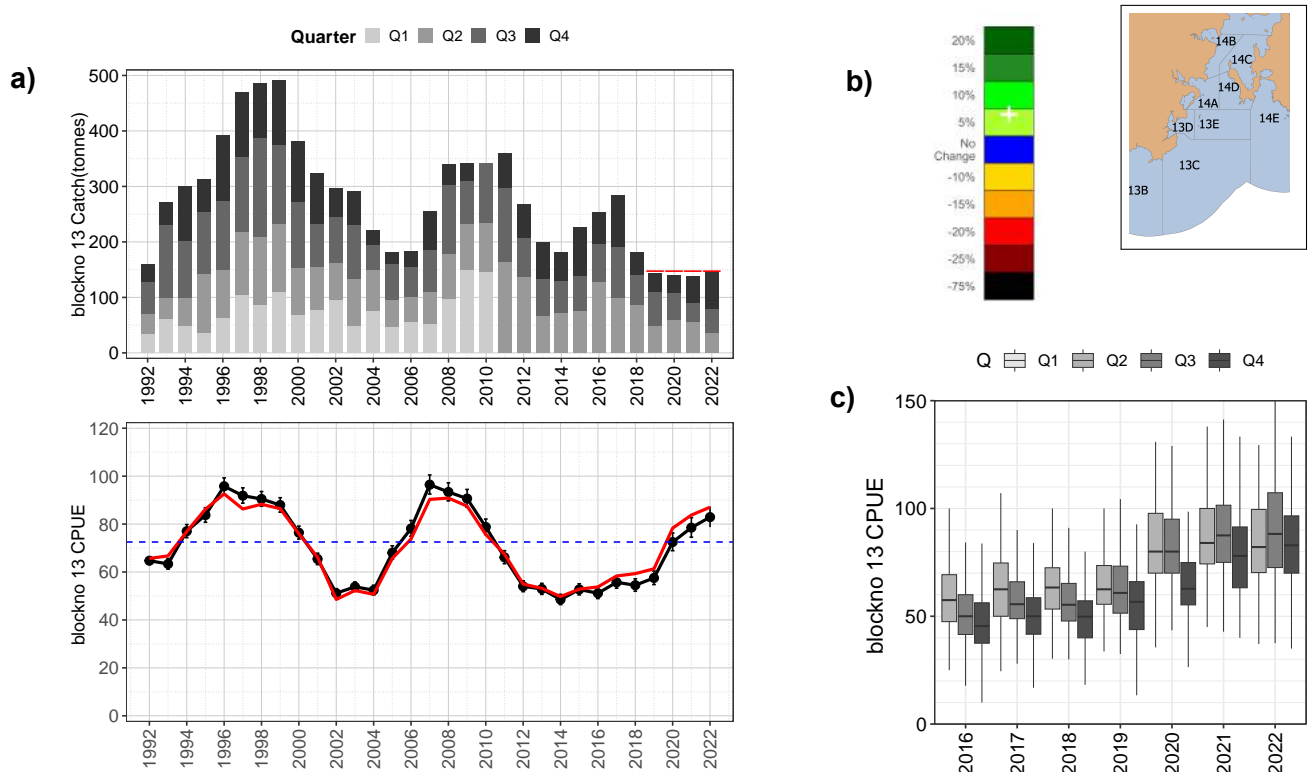 Quarter Q1 Q2 Q3 Q4
a)
blockno 13 Catch(tonnes)
500
400
300
200
100
0
1992 1994 1996 1998 2000 2002 2004 2006 2008 2010 2012 2014 2016 2018 2020 2022
blockno 13 CPUE
120
100
80
60
40
20
0
1992 1994 1996 1998 2000 2002 2004 2006 2008 2010 2012 2014 2016 2018 2020 2022
b)
20%
15%
10%
5%
No
Change
-10%
-15%
-20%
-25%
-75%
14B
14C
14D
14A
13D 13E 14E
13C
13B
Q Q1 Q2 Q3 Q4
c)
blockno 13 CPUE
150
100
50
0
2016 2017 2018 2019 2020 2021 2022